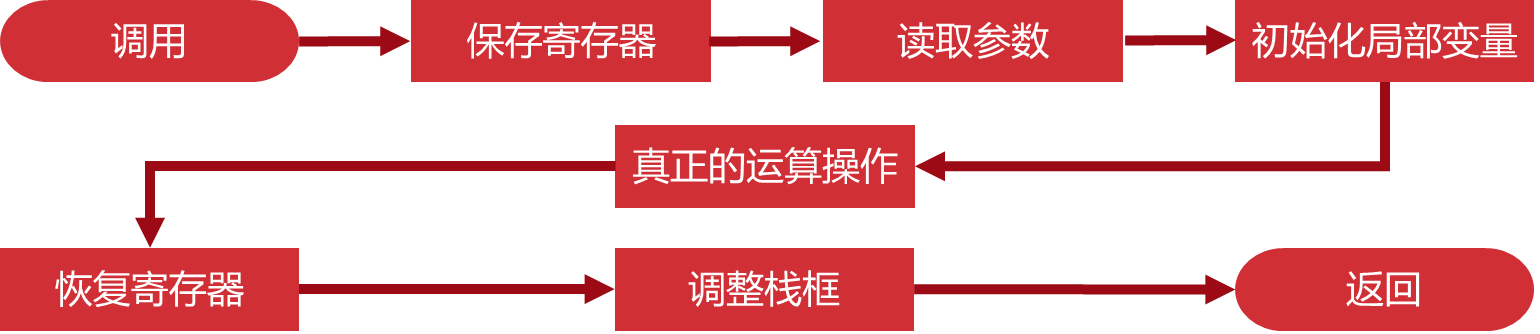 调用
保存寄存器
读取参数
初始化局部变量
真正的运算操作
恢复寄存器
调整栈框
返回